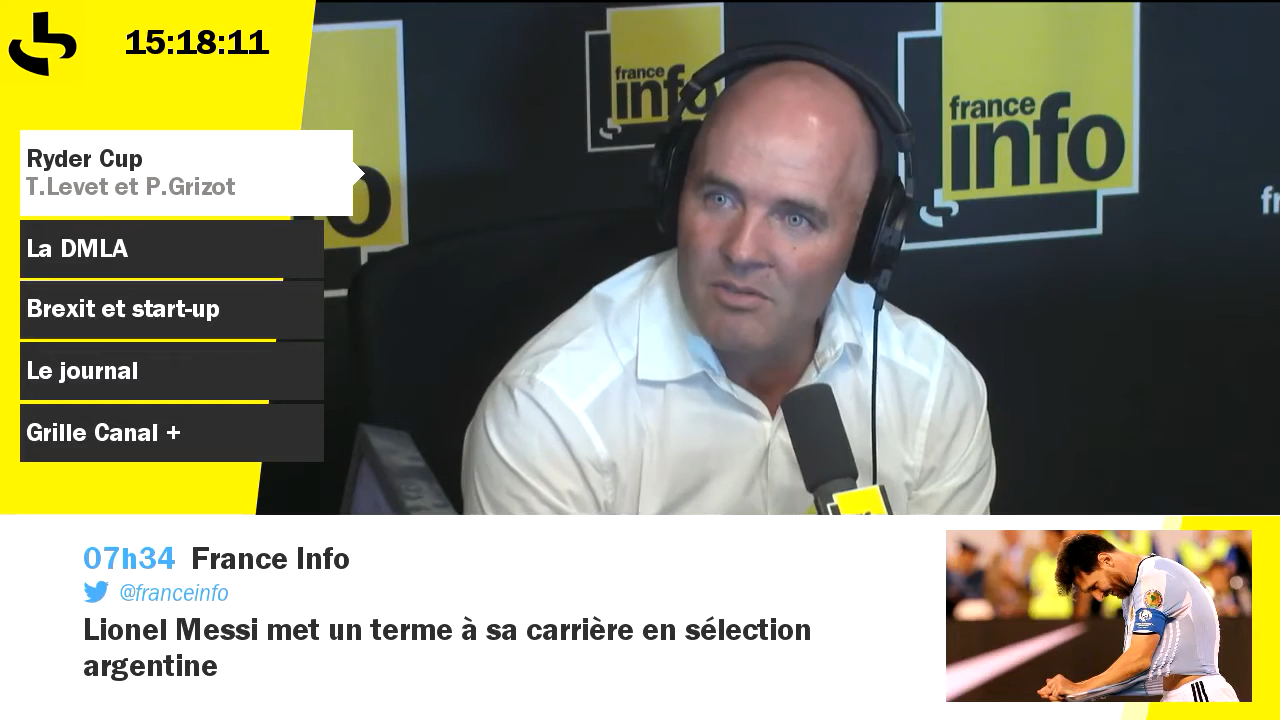 15:18:11
Ryder Cup
T.Levet et P.Grizot
La DMLA
Brexit et start-up
Le journal
Grille Canal +
france
info
france
info
07h34 France Info
@franceinfo
Lionel Messi met un terme à sa carrière en sélection
argentine